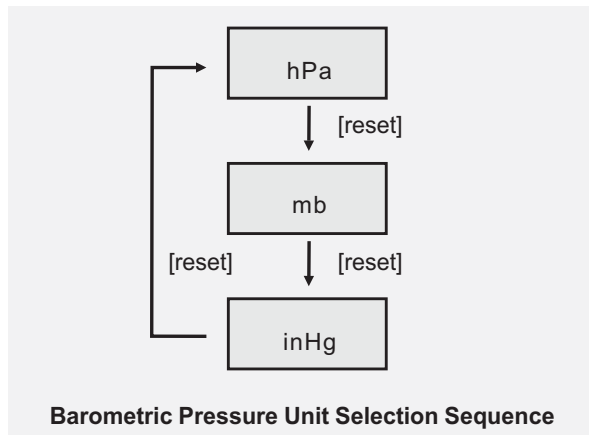 hPa
[reset]
mb
[reset] [reset]
inHg
Barometric Pressure Unit Selection Sequence